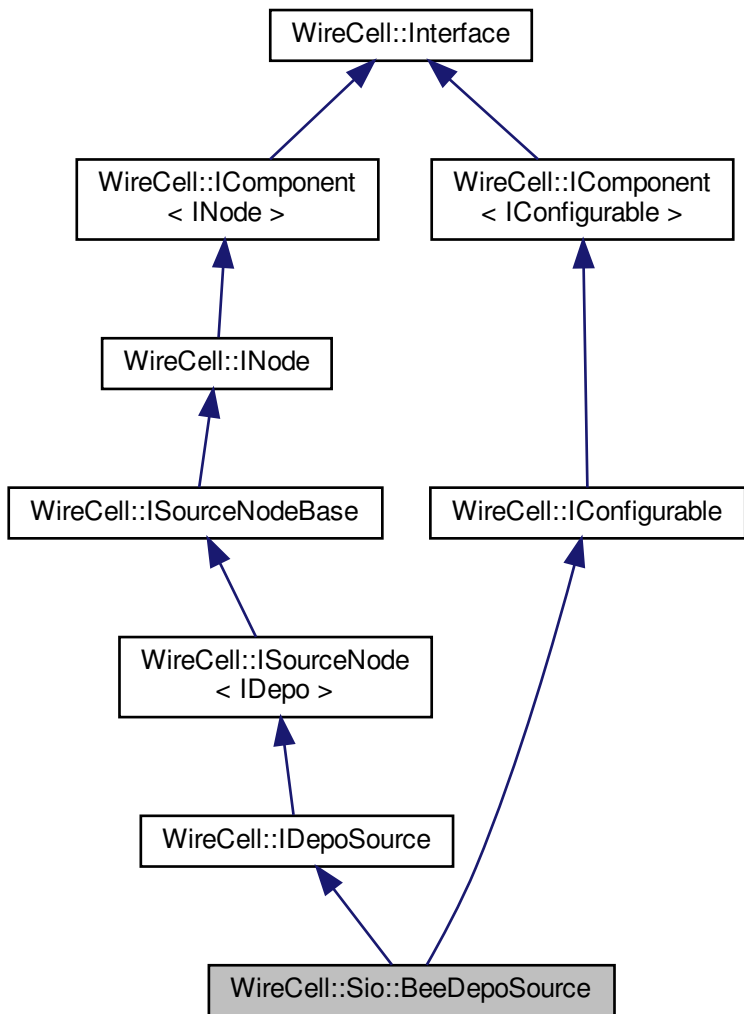 WireCell::Interface
WireCell::IComponent
< INode >
WireCell::IComponent
< IConfigurable >
WireCell::INode
WireCell::ISourceNodeBase
WireCell::IConfigurable
WireCell::ISourceNode
< IDepo >
WireCell::IDepoSource
WireCell::Sio::BeeDepoSource